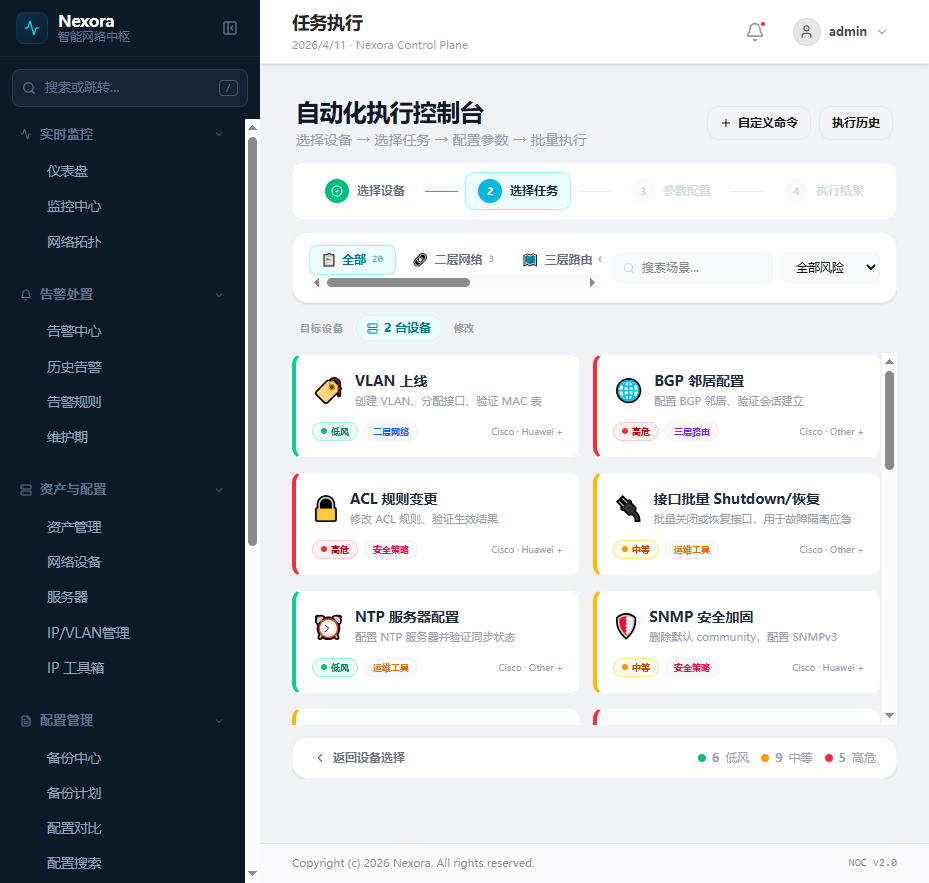 Nexora
智能网络中枢
搜索或跳转...
/
实时监控
仪表盘
监控中心
网络拓扑
告警处置
告警中心
历史告警
告警规则
维护期
资产与配置
资产管理
网络设备
服务器
IP/VLAN管理
IP 工具箱
配置管理
备份中心
备份计划
配置对比
配置搜索
任务执行
2026/4/11 · Nexora Control Plane
admin
自动化执行控制台
选择设备 → 选择任务 → 配置参数 → 批量执行
+ 自定义命令
执行历史
选择设备
2 选择任务
3 参数配置
4 执行结果
全部 20
二层网络 3
三层路由
搜索场景...
全部风险
目标设备
2 台设备
修改
VLAN 上线
创建 VLAN、分配接口、验证 MAC 表
低风
二层网络
Cisco · Huawei +
BGP 邻居配置
配置 BGP 邻居、验证会话建立
高危
三层路由
Cisco · Other +
ACL 规则变更
修改 ACL 规则、验证生效结果
高危
安全策略
Cisco · Huawei +
接口批量 Shutdown/恢复
批量关闭或恢复接口，用于故障隔离应急
中等
运维工具
Cisco · Other +
NTP 服务器配置
配置 NTP 服务器并验证同步状态
低风
运维工具
Cisco · Other +
SNMP 安全加固
删除默认 community，配置 SNMPv3
中等
安全策略
Cisco · Huawei +
返回设备选择
6 低风
9 中等
5 高危
Copyright (c) 2026 Nexora. All rights reserved.
NOC v2.0